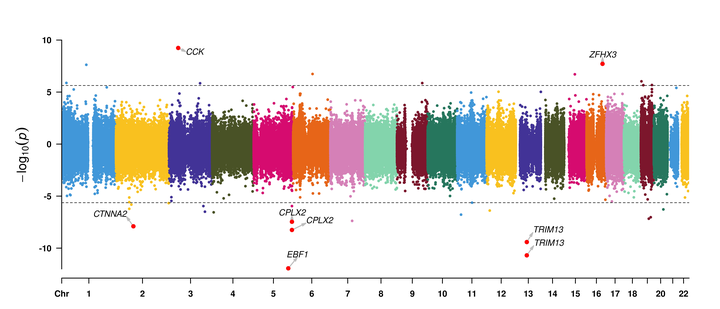 10
CCK
ZFHX3
5
0
−log10(p)
-5
CTNNA2
CPLX2
CPLX2
TRIM13
TRIM13
-10
EBF1
Chr 1 2 3 4 5 6 7 8 9 10 11 12 13 14 15 16 17 18 20 22